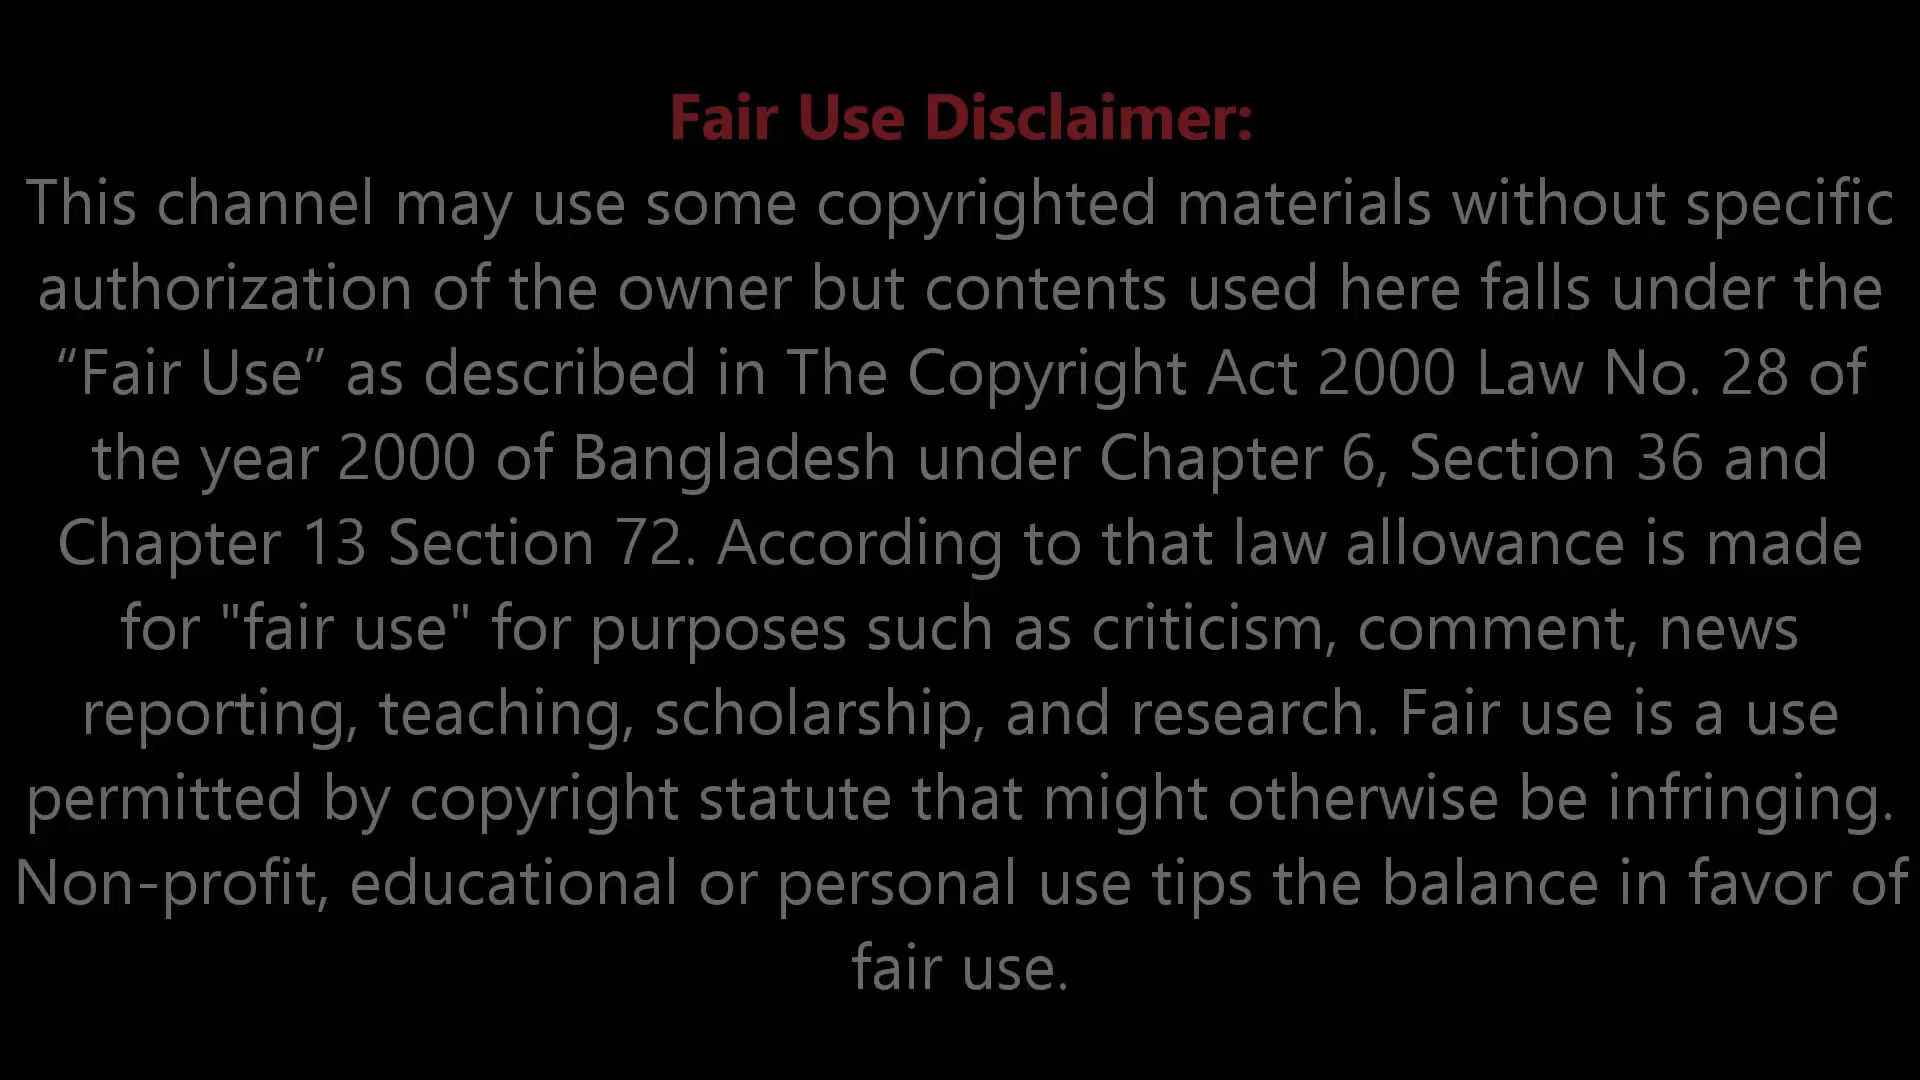 Fair Use Disclaimer:
This channel may use some copyrighted materials without specific
authorization of the owner but contents used here falls under the
“Fair Use” as described in The Copyright Act 2000 Law No. 28 of
the year 2000 of Bangladesh under Chapter 6, Section 36 and
Chapter 13 Section 72. According to that law allowance is made
for "fair use" for purposes such as criticism, comment, news
reporting, teaching, scholarship, and research. Fair use is a use
permitted by copyright statute that might otherwise be infringing.
Non-profit, educational or personal use tips the balance in favor of
fair use.